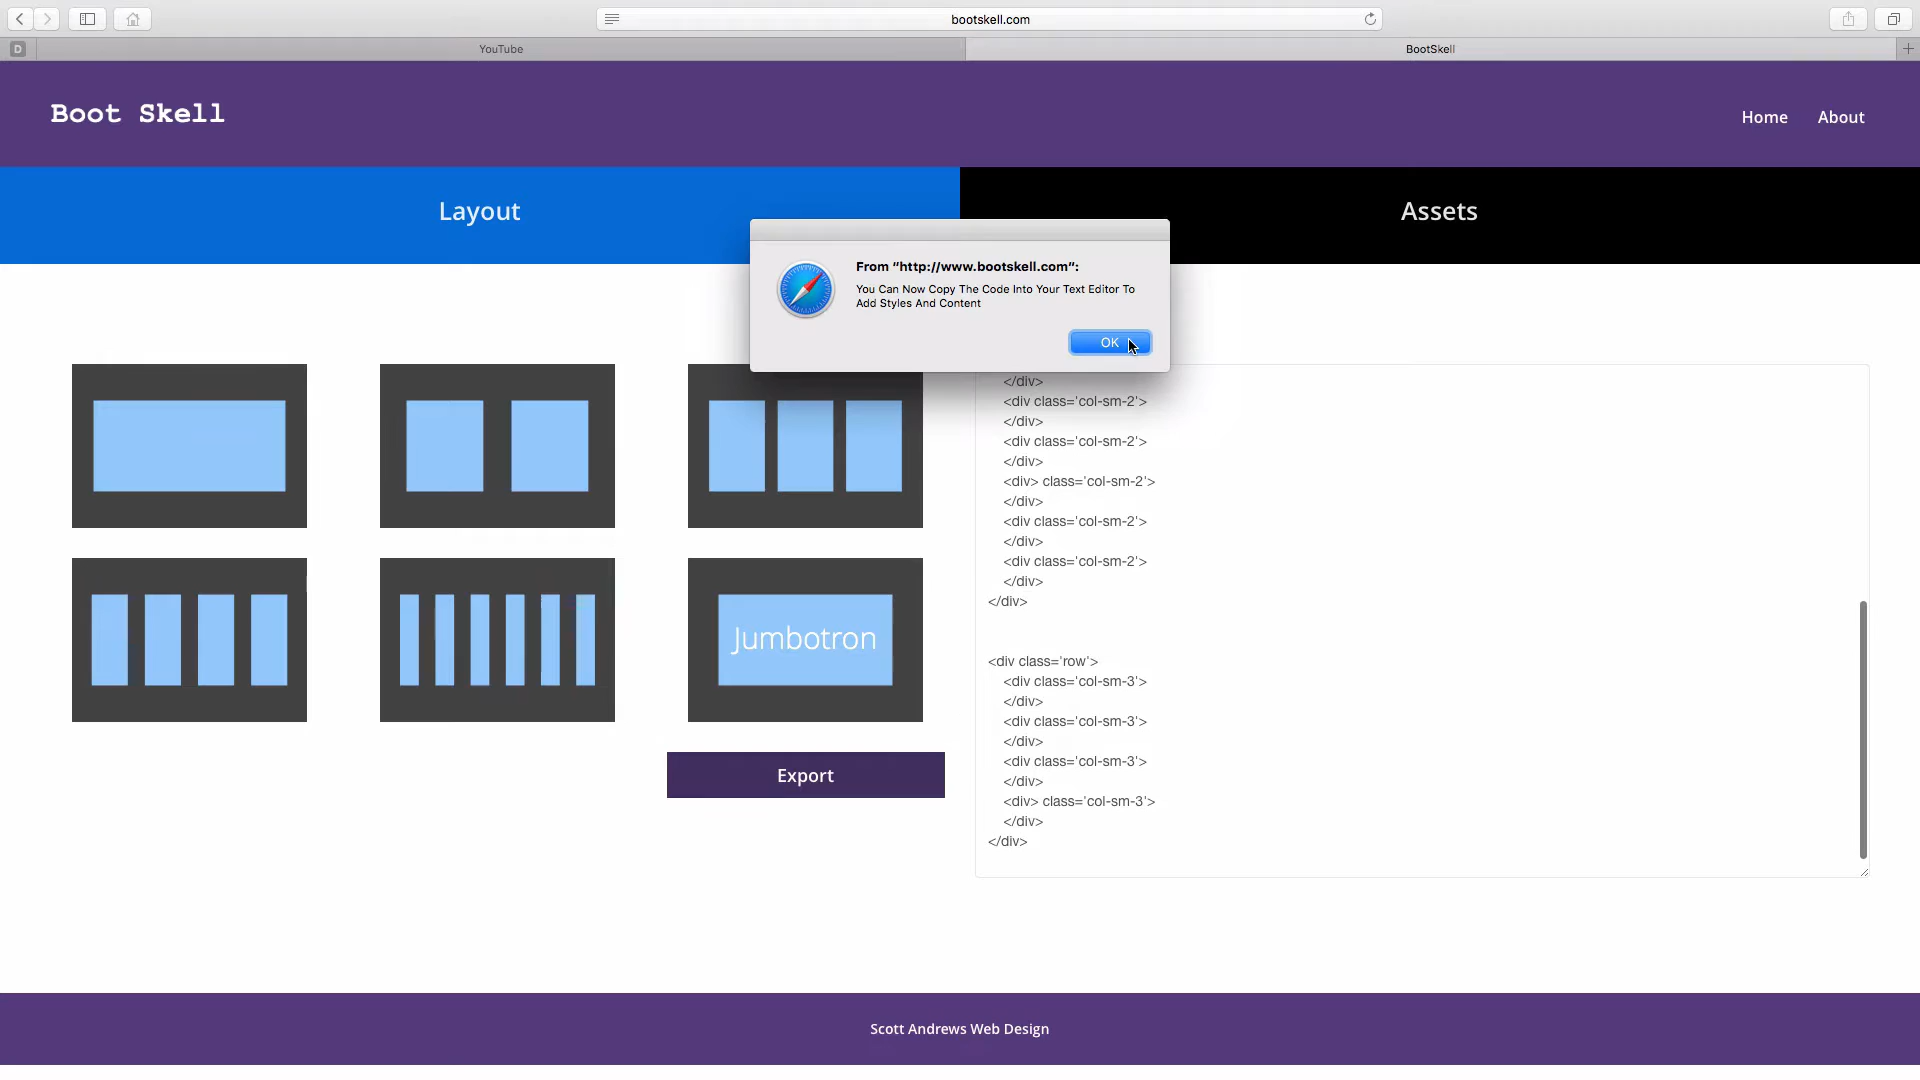 bootskell.com
D
YouTube
BootSkell
Boot Skell
Home
About
Layout
Assets
From “http://www.bootskell.com”:
You Can Now Copy The Code Into Your Text Editor To
Add Styles And Content
OK
</div>
<div class='col-sm-2'>
</div>
<div class='col-sm-2'>
</div>
<div> class='col-sm-2'>
</div>
<div class='col-sm-2'>
</div>
<div class='col-sm-2'>
</div>
</div>
<div class='row'>
<div class='col-sm-3'>
</div>
<div class='col-sm-3'>
</div>
<div class='col-sm-3'>
</div>
<div> class='col-sm-3'>
</div>
</div>
Jumbotron
Export
Scott Andrews Web Design